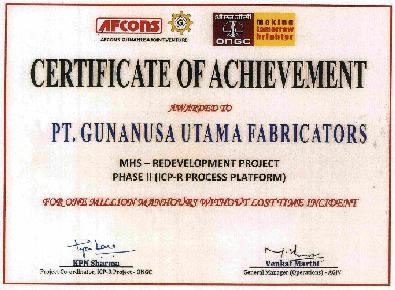 AFCONS
AFCONS GUNANUSA JOINT VENTURE
ONGC
making
tomorrow
brighter
CERTIFICATE OF ACHIEVEMENT
AWARDED TO
PT. GUNANUSA UTAMA FABRICATORS
MHS – REDEVELOPMENT PROJECT
PHASE II (ICP-R PROCESS PLATFORM)
FOR ONE MILLION MANHOURS WITHOUT LOST TIME INCIDENT
KPN Sharma
Project Co-ordinator, ICP-R Project - ONGC
Venkat Marthi
General Manager (Operations) - AGJV